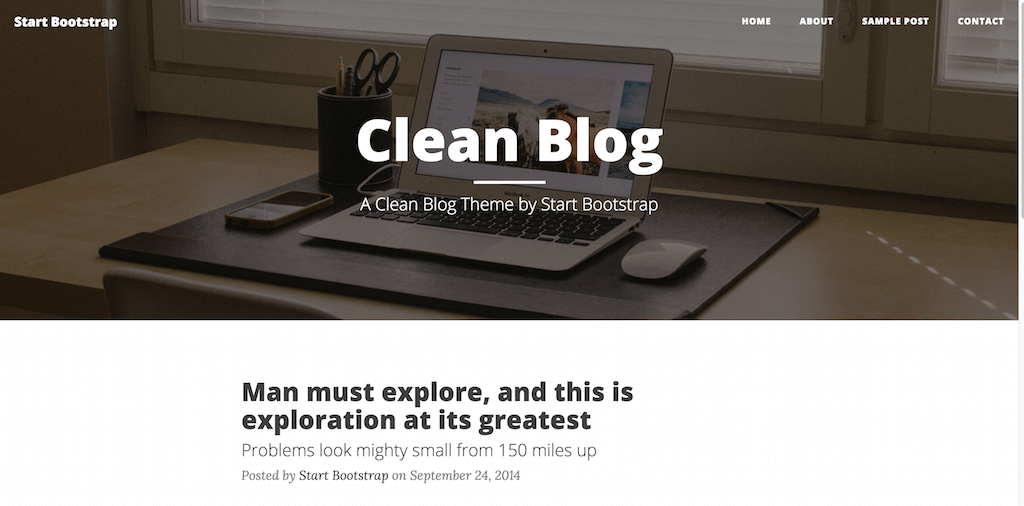 Start Bootstrap
HOME ABOUT SAMPLE POST CONTACT
Clean Blog
A Clean Blog Theme by Start Bootstrap
Man must explore, and this is
exploration at its greatest
Problems look mighty small from 150 miles up
Posted by Start Bootstrap on September 24, 2014